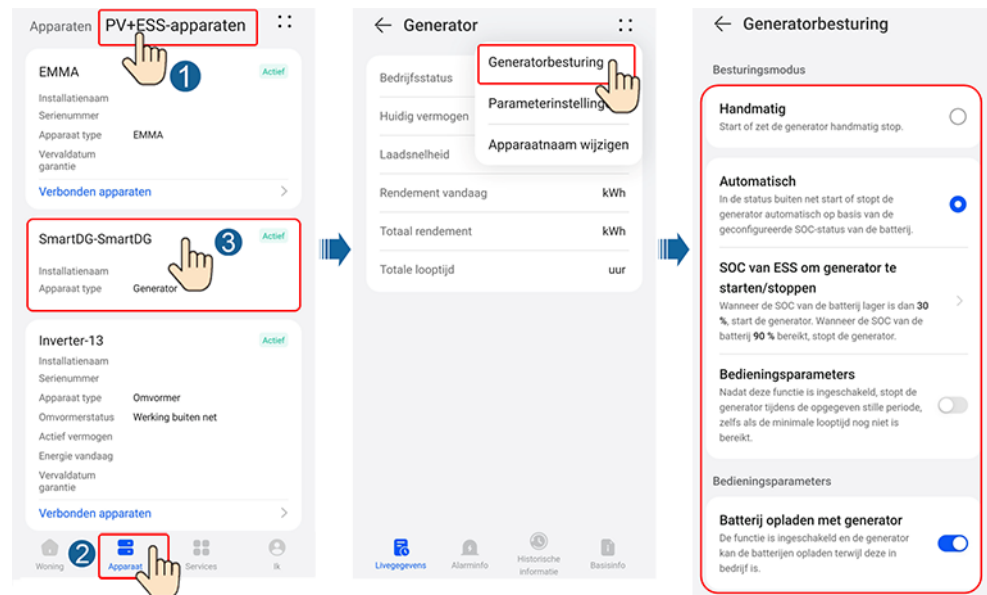 Apparaten PV+ESS-apparaten
1
EMMA
Actief
Installatienaam
Serienummer
Apparaat type EMMA
Vervaldatum
garantie
Verbonden apparaten
SmartDG-SmartDG
3
Actief
Installatienaam
Apparaat type Generator
Inverter-13
Actief
Installatienaam
Serienummer
Apparaat type Omvormer
Omvormerstatus Werking buiten net
Actief vermogen
Energie vandaag
Vervaldatum
garantie
Verbonden apparaten
2
Woning
Apparaat
Services
Ik
Generator
Generatorbesturing
Parameterinstelling
Apparaatnaam wijzigen
Bedrijfsstatus
Huidig vermogen
Laadsnelheid
Rendement vandaag kWh
Totaal rendement kWh
Totale looptijd uur
Livegegevens
Alarminfo
Historische
informatie
Basisinfo
Generatorbesturing
Besturingsmodus
Handmatig
Start of zet de generator handmatig stop.
Automatisch
In de status buiten net start of stopt de
generator automatisch op basis van de
geconfigureerde SOC-status van de batterij.
SOC van ESS om generator te
starten/stoppen
Wanneer de SOC van de batterij lager is dan 30
%, start de generator. Wanneer de SOC van de
batterij 90 % bereikt, stopt de generator.
Bedieningsparameters
Nadat deze functie is ingeschakeld, stopt de
generator tijdens de opgegeven stille periode,
zelfs als de minimale looptijd nog niet is
bereikt.
Bedieningsparameters
Batterij opladen met generator
De functie is ingeschakeld en de generator
kan de batterijen opladen terwijl deze in
bedrijf is.